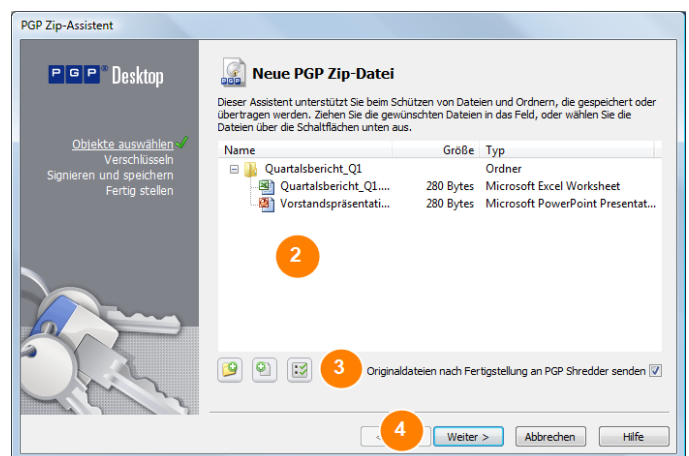 PGP Zip-Assistent
PGP® Desktop
Neue PGP Zip-Datei
Dieser Assistent unterstützt Sie beim Schützen von Dateien und Ordnern, die gespeichert oder
übertragen werden. Ziehen Sie die gewünschten Dateien in das Feld, oder wählen Sie die
Dateien über die Schaltflächen unten aus.
Objekte auswählen
Verschlüsseln
Signieren und speichern
Fertig stellen
Name Größe Typ
Quartalsbericht_Q1 Ordner
Quartalsbericht_Q1.... 280 Bytes Microsoft Excel Worksheet
Vorstandspräsentati... 280 Bytes Microsoft PowerPoint Presentat...
2
3 Originaldateien nach Fertigstellung an PGP Shredder senden
4 Weiter > Abbrechen Hilfe